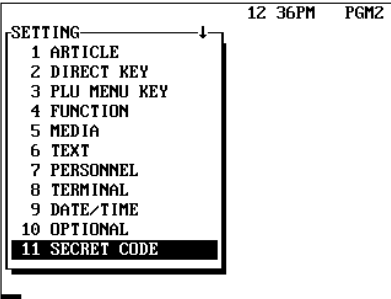 12 36PM PGM2
SETTING
1 ARTICLE
2 DIRECT KEY
3 PLU MENU KEY
4 FUNCTION
5 MEDIA
6 TEXT
7 PERSONNEL
8 TERMINAL
9 DATE/TIME
10 OPTIONAL
11 SECRET CODE